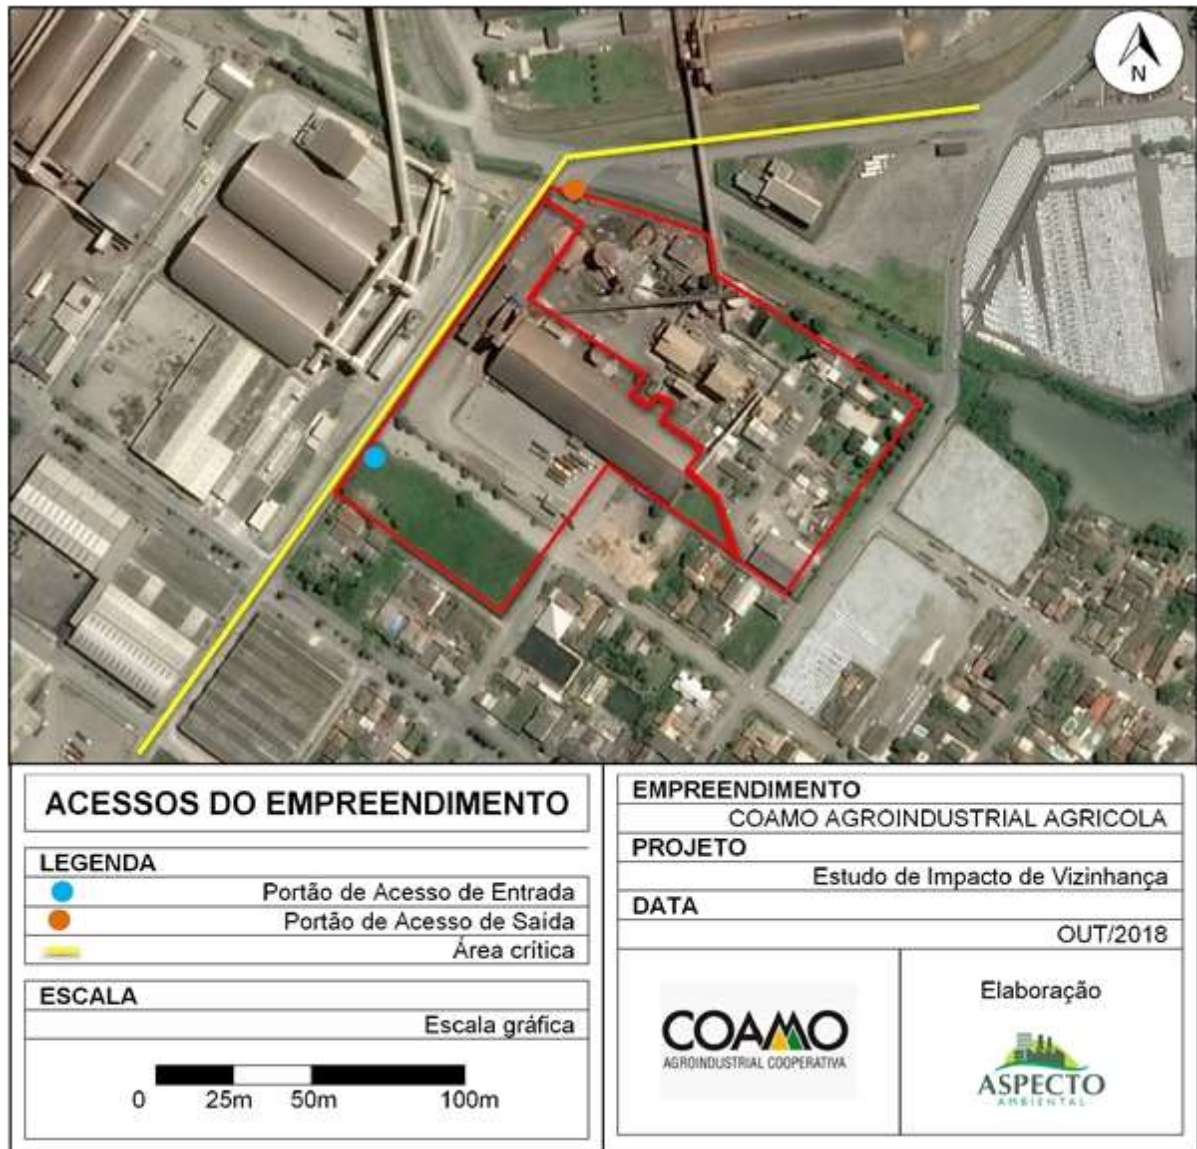 N
ACESSOS DO EMPREENDIMENTO
LEGENDA
Portão de Acesso de Entrada
Portão de Acesso de Saída
Área crítica
ESCALA
Escala gráfica
0 25m 50m 100m
EMPREENDIMENTO
COAMO AGROINDUSTRIAL AGRICOLA
PROJETO
Estudo de Impacto de Vizinhança
DATA
OUT/2018
COAMO
AGROINDUSTRIAL COOPERATIVA
Elaboração
ASPECTO
AMBIENTAL